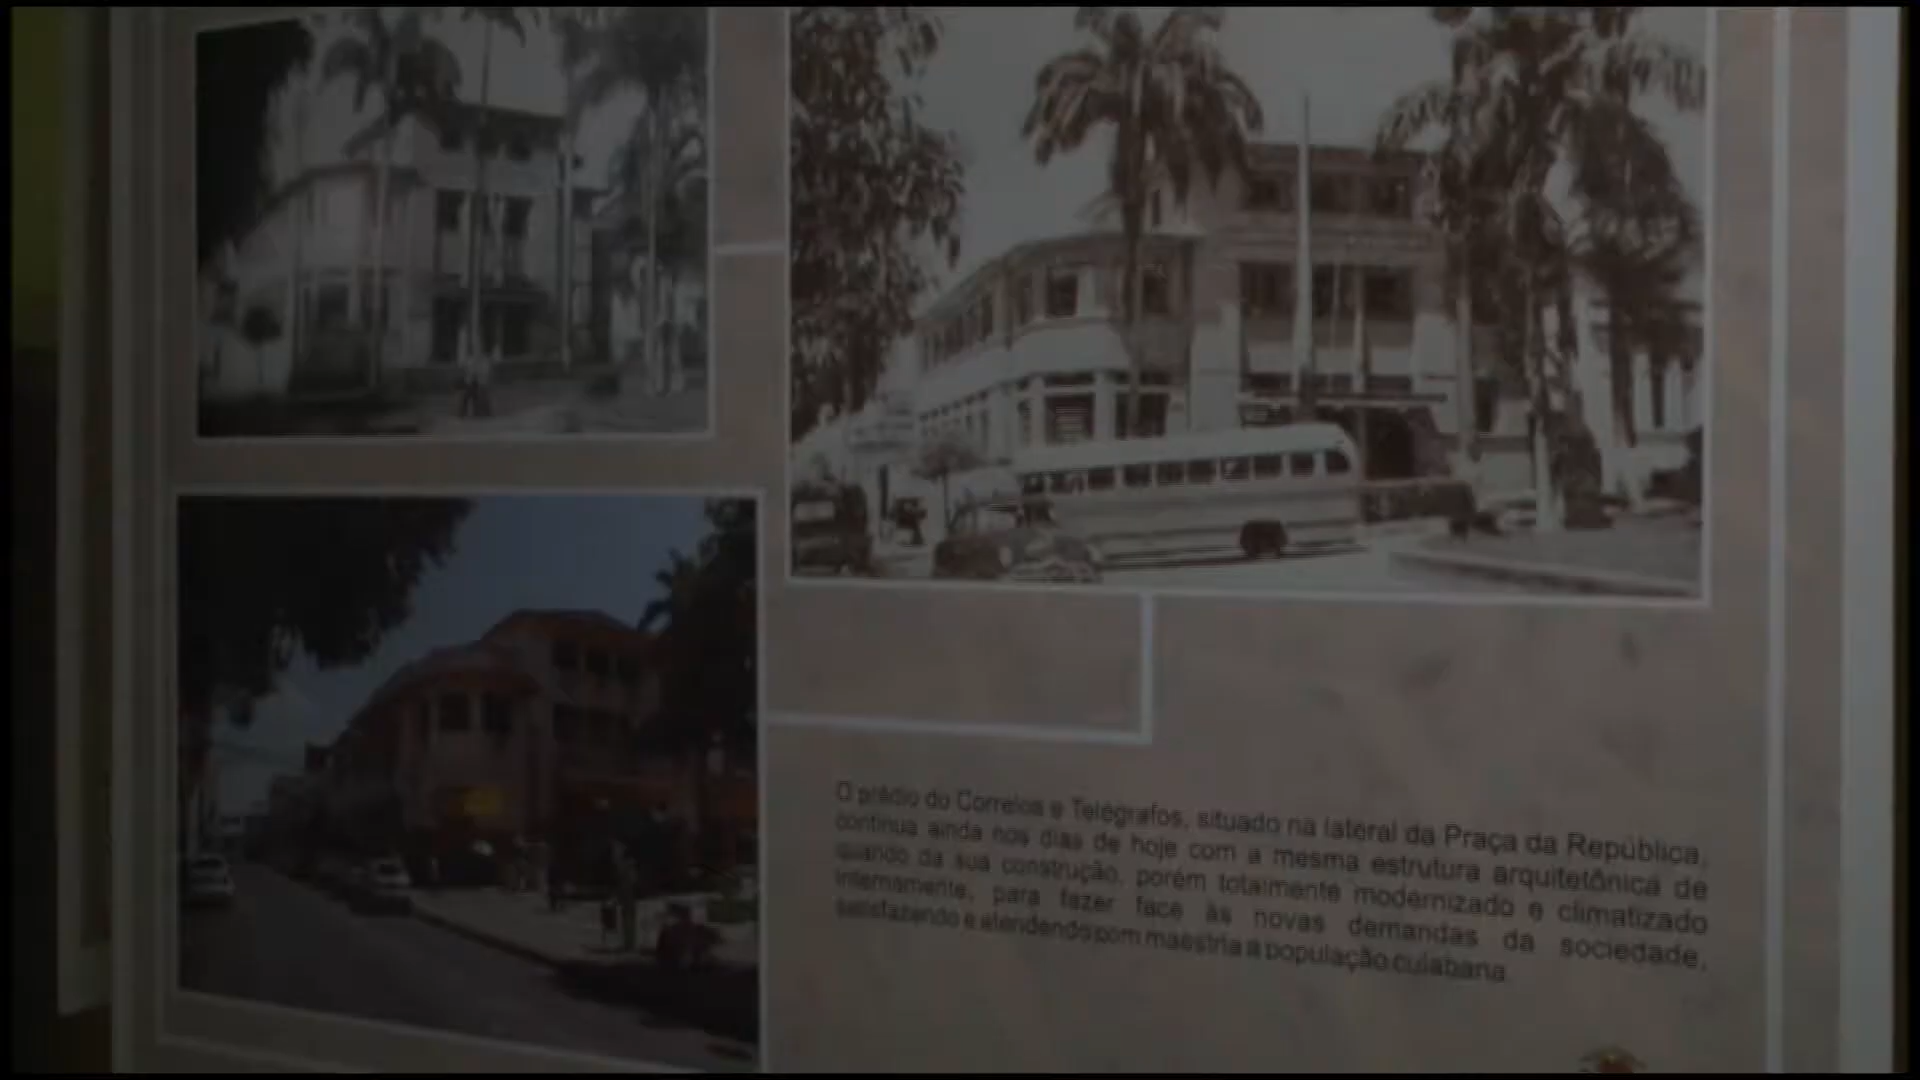 O prédio do Correios e Telégrafos, situado na lateral da Praça da República,
continua ainda nos dias de hoje com a mesma estrutura arquitetônica de
quando da sua construção, porém totalmente modernizado e climatizado
internamente, para fazer face às novas demandas da sociedade,
satisfazendo e atendendo com maestria a população cuiabana.